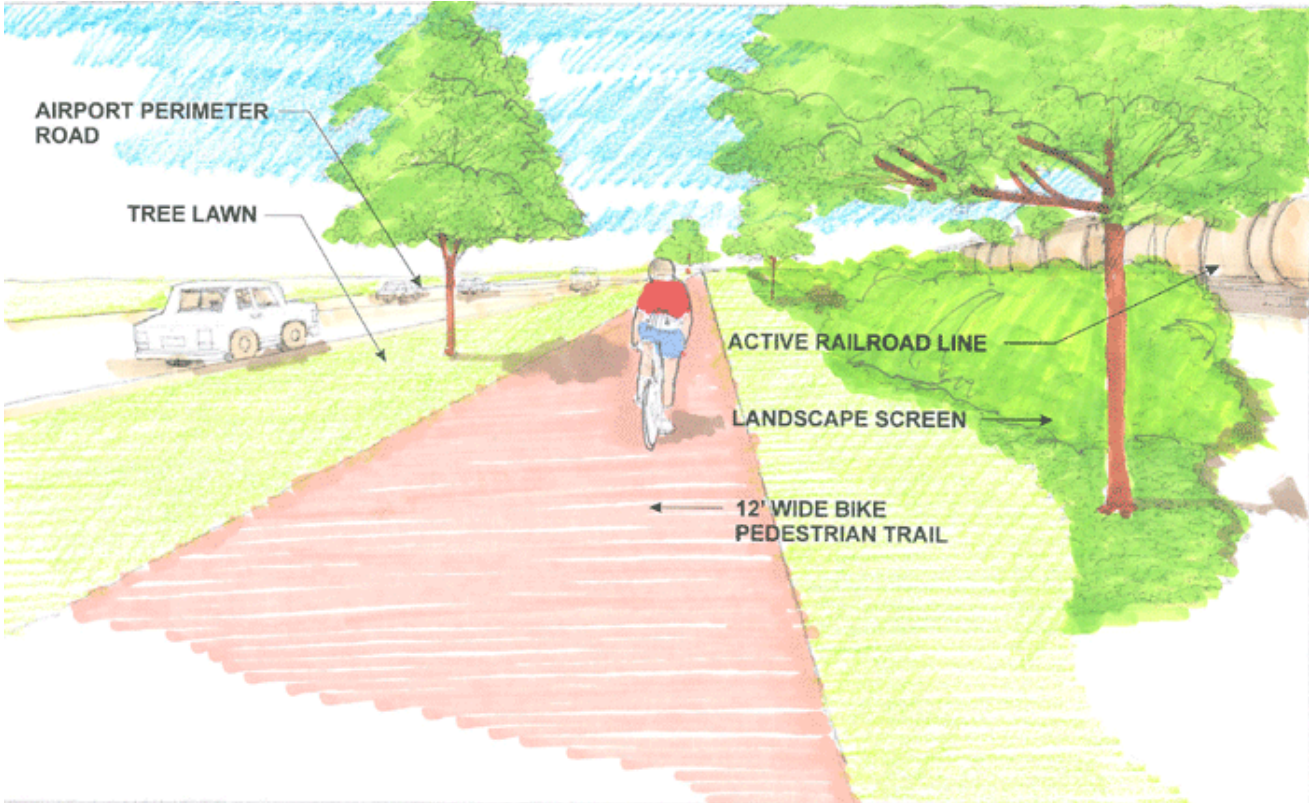 AIRPORT PERIMETER
ROAD
TREE LAWN
ACTIVE RAILROAD LINE
LANDSCAPE SCREEN
12' WIDE BIKE
PEDESTRIAN TRAIL